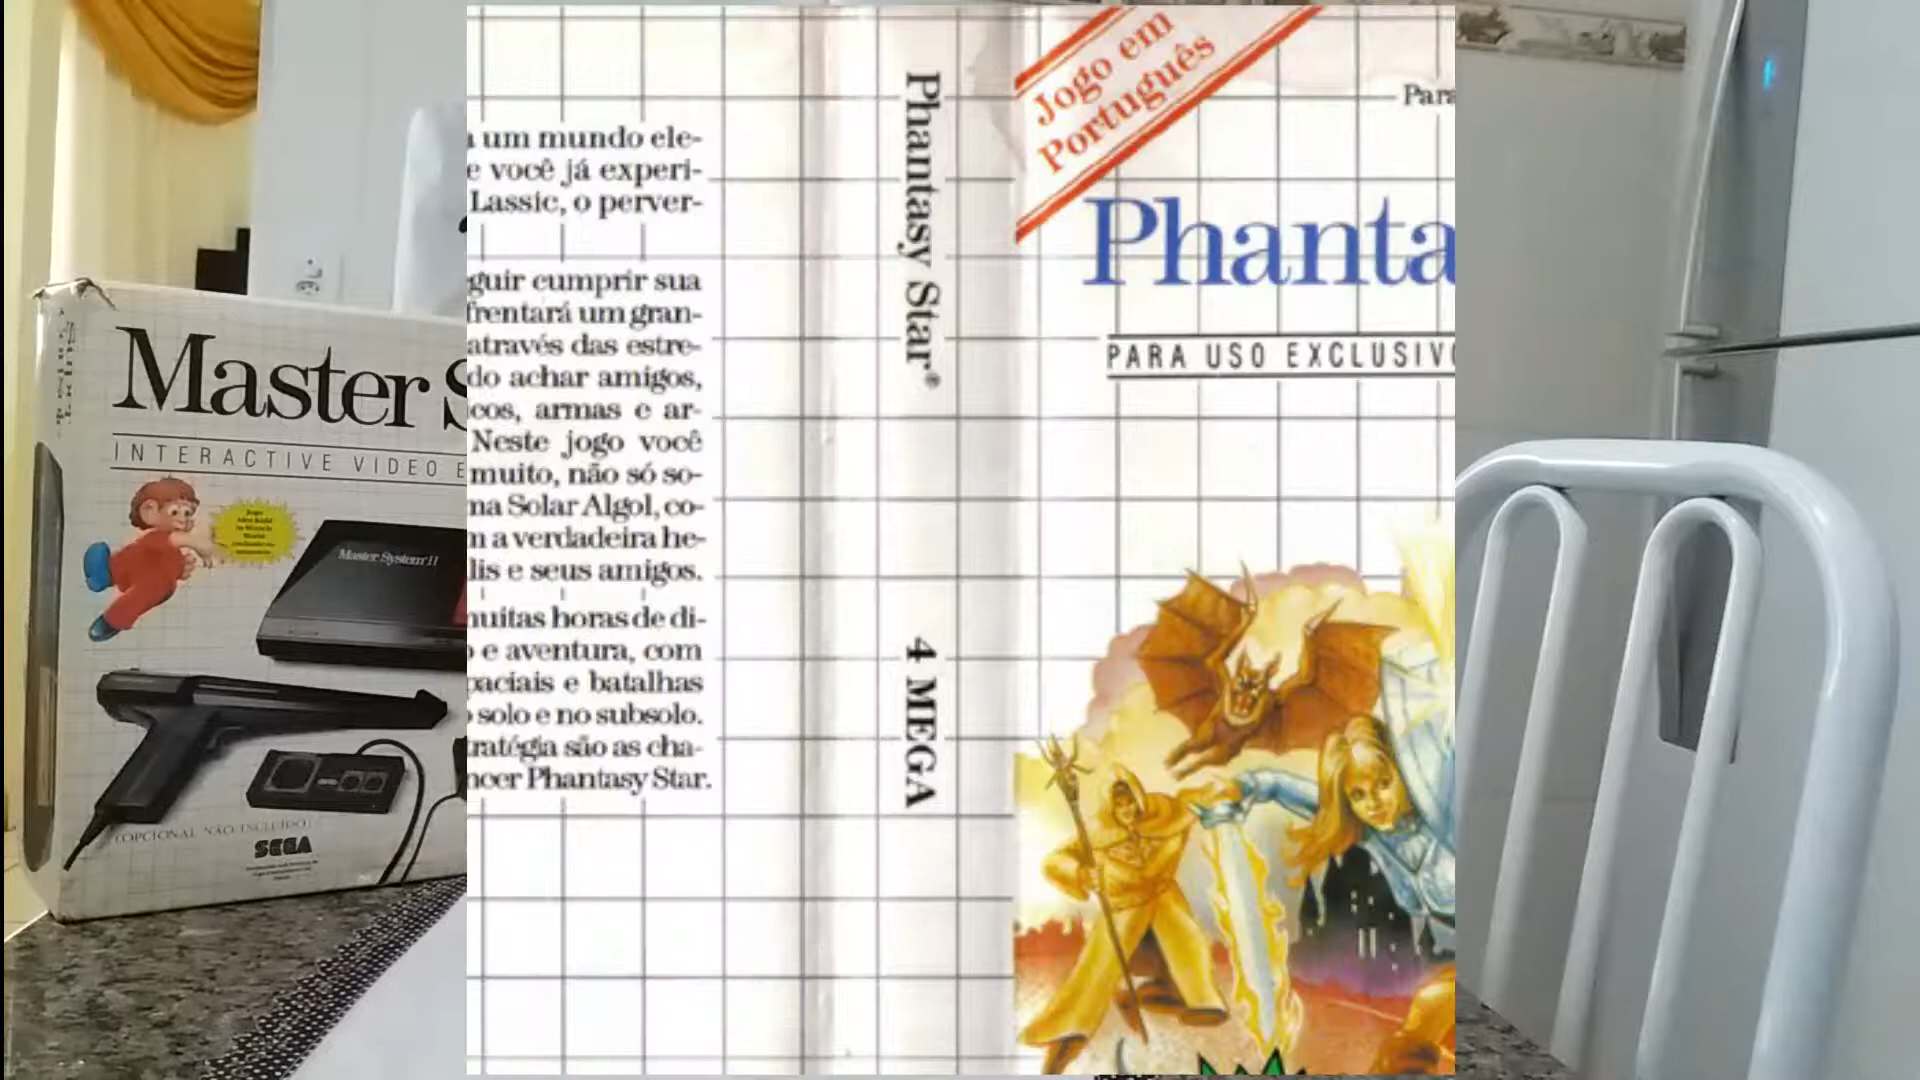 Master S
INTERACTIVE VIDEO E
Master System II
OPCIONAL NÃO INCLUÍDO
SEGA
um mundo ele-
e você já experi-
Lassic, o perver-
guir cumprir sua
frentará um gran-
através das estre-
do achar amigos,
cos, armas e ar-
Neste jogo você
muito, não só so-
ma Solar Algol, co-
m a verdadeira he-
lis e seus amigos.
muitas horas de di-
o e aventura, com
paciais e batalhas
solo e no subsolo.
tratégia são as cha-
ncer Phantasy Star.
Phantasy Star®
4 MEGA
Jogo em
Português
Para
Phanta
PARA USO EXCLUSIVO